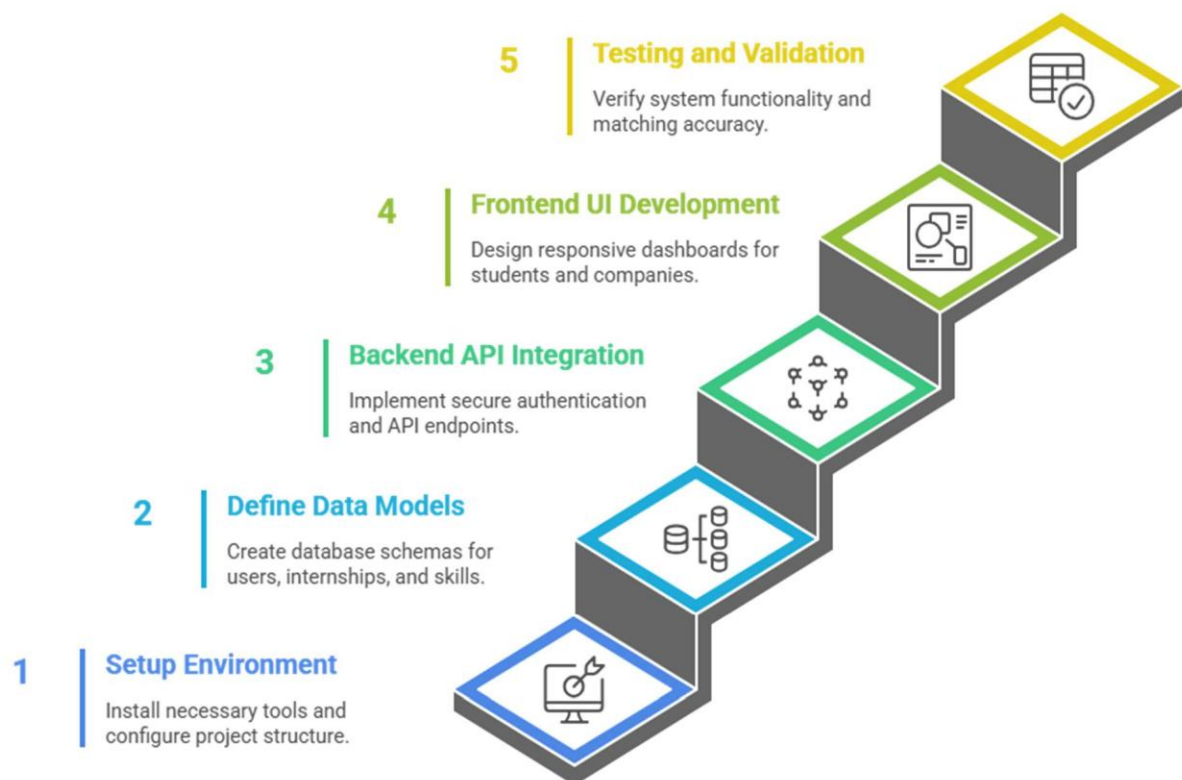 5
Testing and Validation
Verify system functionality and
matching accuracy.
4
Frontend UI Development
Design responsive dashboards for
students and companies.
3
Backend API Integration
Implement secure authentication
and API endpoints.
2
Define Data Models
Create database schemas for
users, internships, and skills.
1
Setup Environment
Install necessary tools and
configure project structure.